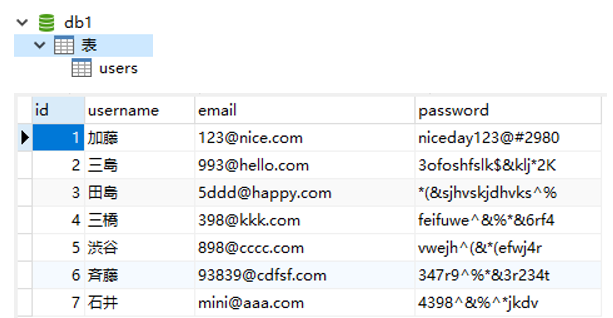 db1
表
users
id username email password
1 加藤 123@nice.com niceday123@#2980
2 三島 993@hello.com 3ofoshfslk$&klj*2K
3 田島 5ddd@happy.com *(&sjhvskjdhvks^%
4 三橋 398@kkk.com feifuwe^&%*&6rf4
5 渋谷 898@cccc.com vwejh^(&*(efwj4r
6 斉藤 93839@cdfsf.com 347r9^%*&3r234t
7 石井 mini@aaa.com 4398^&%^*jkdv